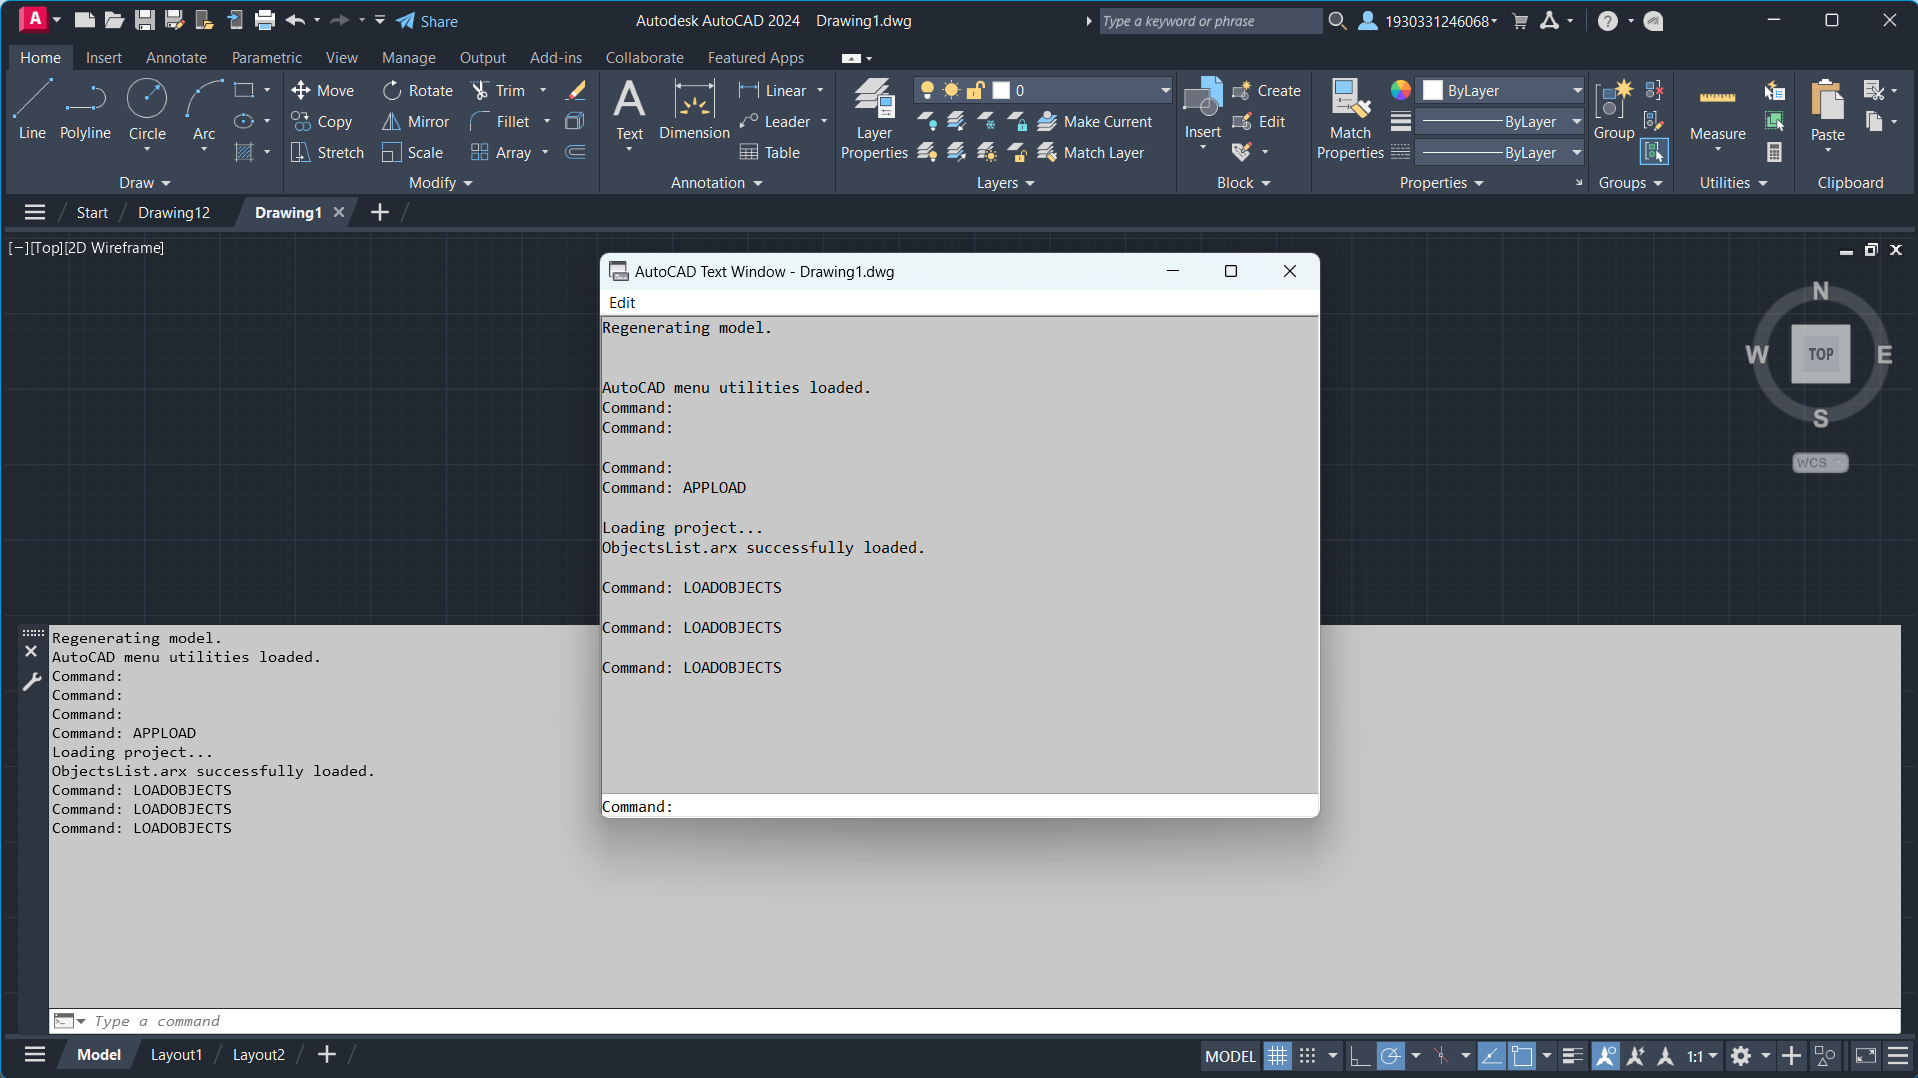 A
Share
Autodesk AutoCAD 2024 Drawing1.dwg
Type a keyword or phrase
1930331246068
?
Home Insert Annotate Parametric View Manage Output Add-ins Collaborate Featured Apps
Line Polyline Circle Arc
Draw
Move Rotate Trim
Copy Mirror Fillet
Stretch Scale Array
Modify
A
Text Dimension
Linear
Leader
Table
Annotation
Layer
Properties
0
Make Current
Match Layer
Layers
Insert
Create
Edit
Block
Match
Properties
ByLayer
ByLayer
ByLayer
Properties
Group
Groups
Measure
Utilities
Paste
Clipboard
Start Drawing12 Drawing1
[−][Top][2D Wireframe]
N
W TOP E
S
WCS
AutoCAD Text Window - Drawing1.dwg
Edit
Regenerating model.
AutoCAD menu utilities loaded.
Command:
Command:
Command:
Command: APPLOAD
Loading project...
ObjectsList.arx successfully loaded.
Command: LOADOBJECTS
Command: LOADOBJECTS
Command: LOADOBJECTS
Command:
Regenerating model.
AutoCAD menu utilities loaded.
Command:
Command:
Command:
Command: APPLOAD
Loading project...
ObjectsList.arx successfully loaded.
Command: LOADOBJECTS
Command: LOADOBJECTS
Command: LOADOBJECTS
Type a command
Model Layout1 Layout2
MODEL
1:1